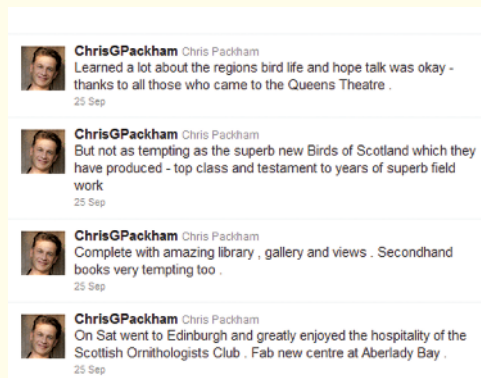 ChrisGPackham Chris Packham
Learned a lot about the regions bird life and hope talk was okay -
thanks to all those who came to the Queens Theatre .
25 Sep
ChrisGPackham Chris Packham
But not as tempting as the superb new Birds of Scotland which they
have produced - top class and testament to years of superb field
work
25 Sep
ChrisGPackham Chris Packham
Complete with amazing library , gallery and views . Secondhand
books very tempting too .
25 Sep
ChrisGPackham Chris Packham
On Sat went to Edinburgh and greatly enjoyed the hospitality of the
Scottish Ornithologists Club . Fab new centre at Aberlady Bay .
25 Sep